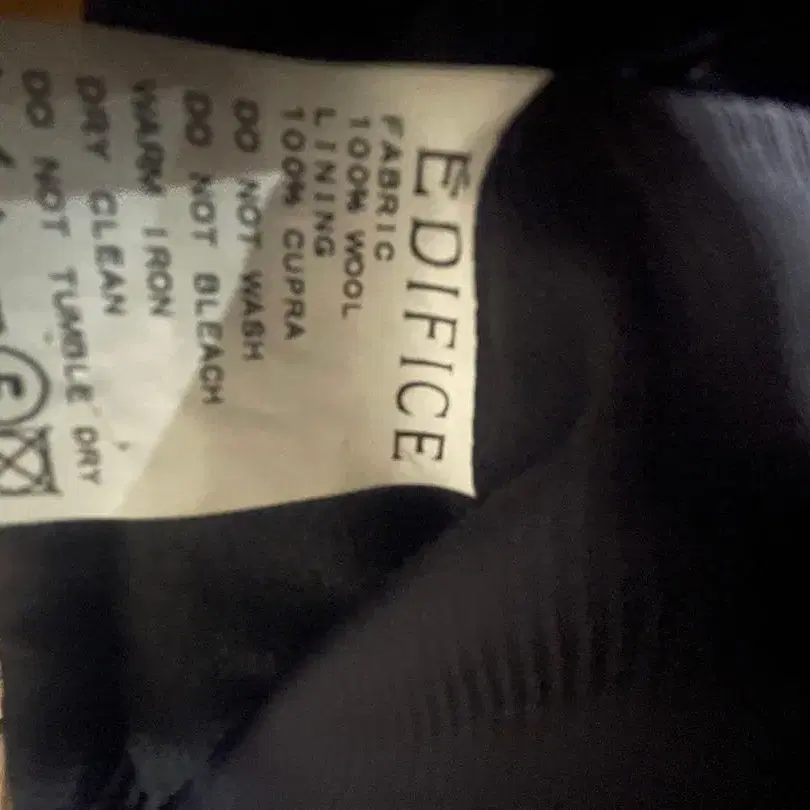 EDIFICE
FABRIC
100% WOOL
LINING
100% CUPRA
DO NOT WASH
DO NOT BLEACH
WARM IRON
DRY CLEAN
DO NOT TUMBLE DRY